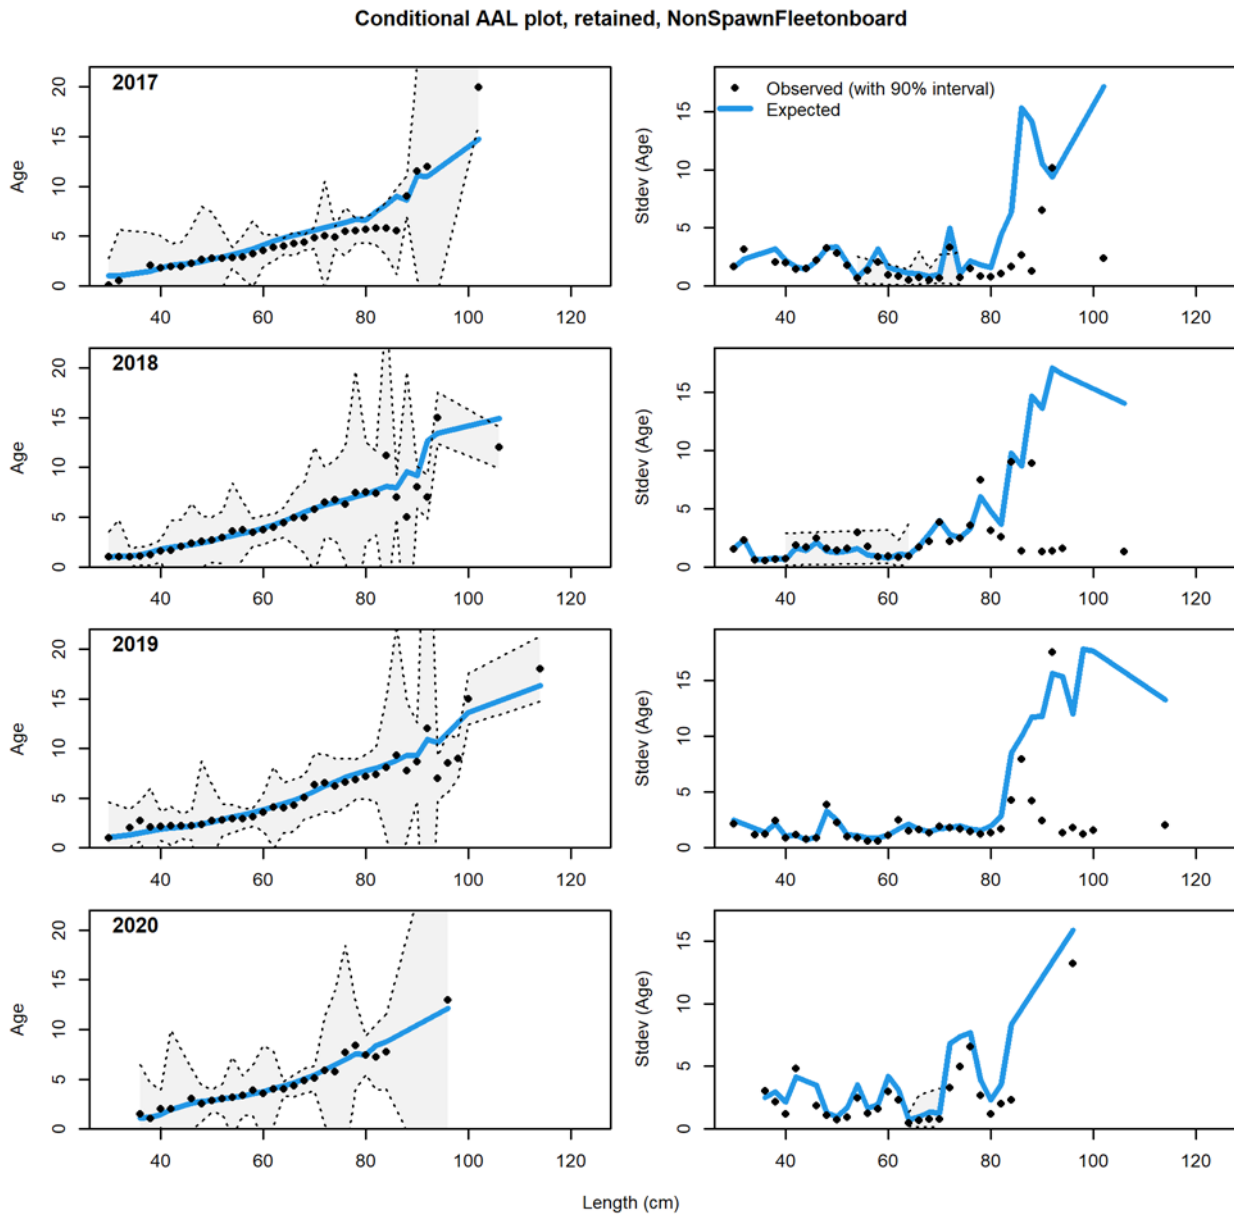 Conditional AAL plot, retained, NonSpawnFleetonboard
2017
Age
0 5 10 15 20
40 60 80 100 120
Observed (with 90% interval)
Expected
Stdev (Age)
0 5 10 15
40 60 80 100 120
2018
Age
0 5 10 15 20
40 60 80 100 120
Stdev (Age)
0 5 10 15
40 60 80 100 120
2019
Age
0 5 10 15 20
40 60 80 100 120
Stdev (Age)
0 5 10 15
40 60 80 100 120
2020
Age
0 5 10 15 20
40 60 80 100 120
Stdev (Age)
0 5 10 15
40 60 80 100 120
Length (cm)